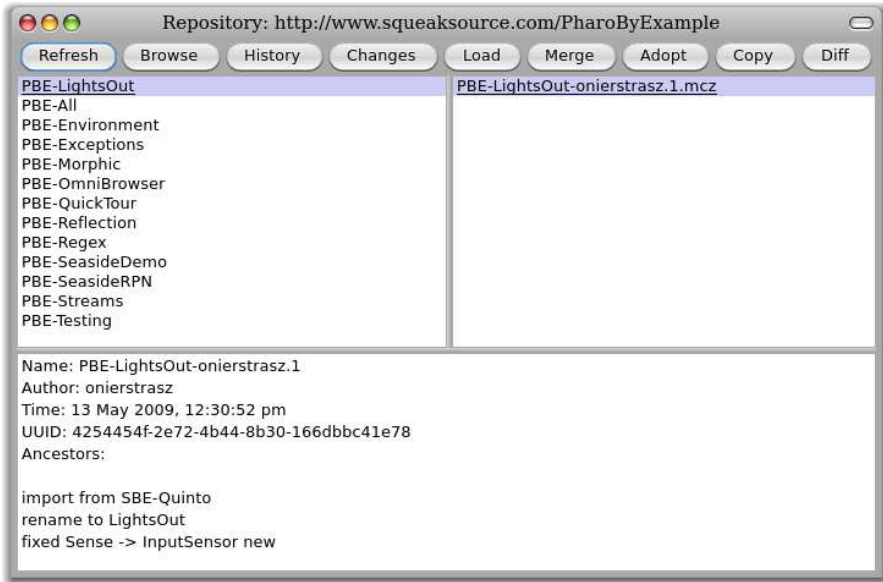 Repository: http://www.squeaksource.com/PharoByExample
Refresh Browse History Changes Load Merge Adopt Copy Diff
PBE-LightsOut
PBE-All
PBE-Environment
PBE-Exceptions
PBE-Morphic
PBE-OmniBrowser
PBE-QuickTour
PBE-Reflection
PBE-Regex
PBE-SeasideDemo
PBE-SeasideRPN
PBE-Streams
PBE-Testing
PBE-LightsOut-onierstrasz.1.mcz
Name: PBE-LightsOut-onierstrasz.1
Author: onierstrasz
Time: 13 May 2009, 12:30:52 pm
UUID: 4254454f-2e72-4b44-8b30-166dbbc41e78
Ancestors:
import from SBE-Quinto
rename to LightsOut
fixed Sense -> InputSensor new